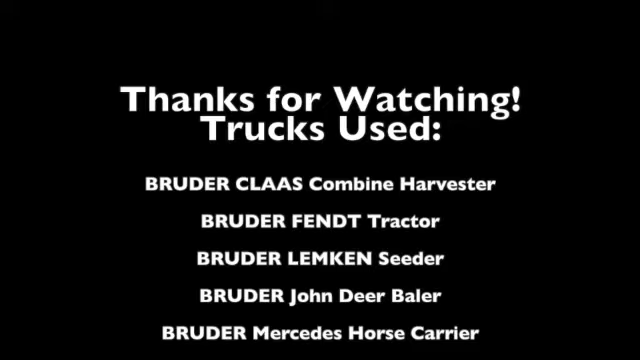 Thanks for Watching!
Trucks Used:
BRUDER CLAAS Combine Harvester
BRUDER FENDT Tractor
BRUDER LEMKEN Seeder
BRUDER John Deer Baler
BRUDER Mercedes Horse Carrier